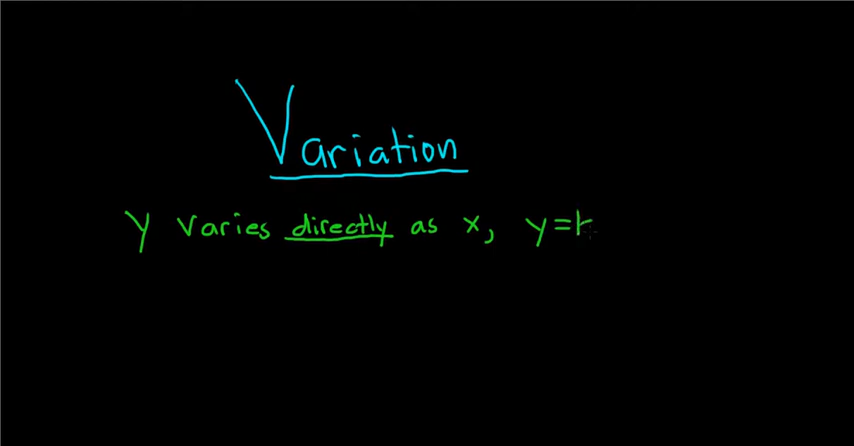 Variation
y varies directly as x, y=k